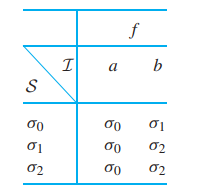 f
𝓘 a b
𝓢
σ₀ σ₀ σ₁
σ₁ σ₀ σ₂
σ₂ σ₀ σ₂